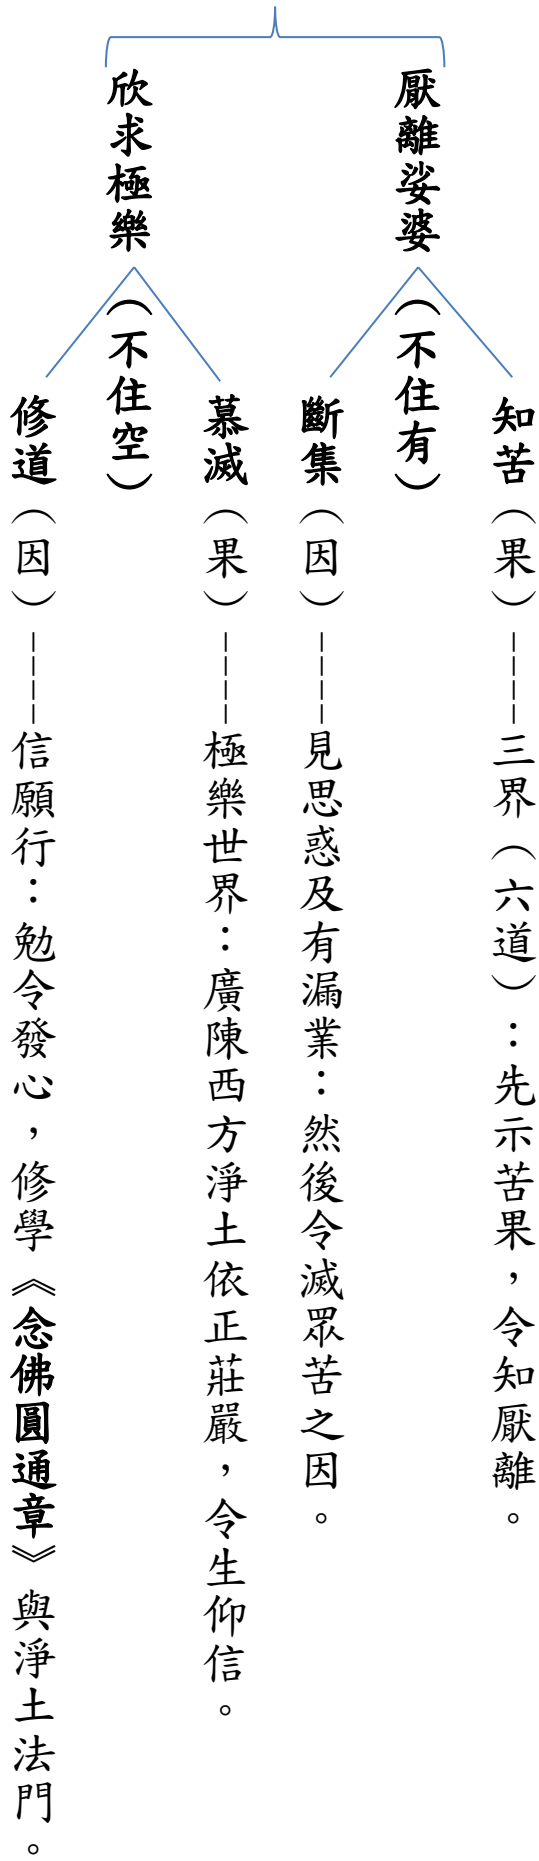 厭離娑婆（不住有）
知苦（果）-----三界（六道）：先示苦果，令知厭離。
斷集（因）-----見思惑及有漏業：然後令滅眾苦之因。
欣求極樂（不住空）
慕滅（果）-----極樂世界：廣陳西方淨土依正莊嚴，令生仰信。
修道（因）-----信願行：勉令發心，修學《念佛圓通章》與淨土法門。